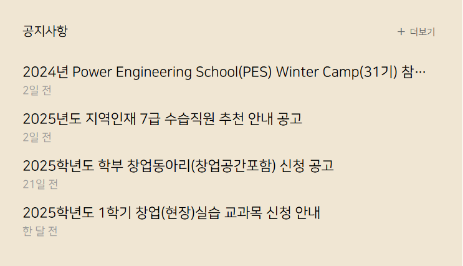 공지사항
+ 더보기
2024년 Power Engineering School(PES) Winter Camp(31기) 참…
2일 전
2025년도 지역인재 7급 수습직원 추천 안내 공고
2일 전
2025학년도 학부 창업동아리(창업공간포함) 신청 공고
21일 전
2025학년도 1학기 창업(현장)실습 교과목 신청 안내
한 달 전